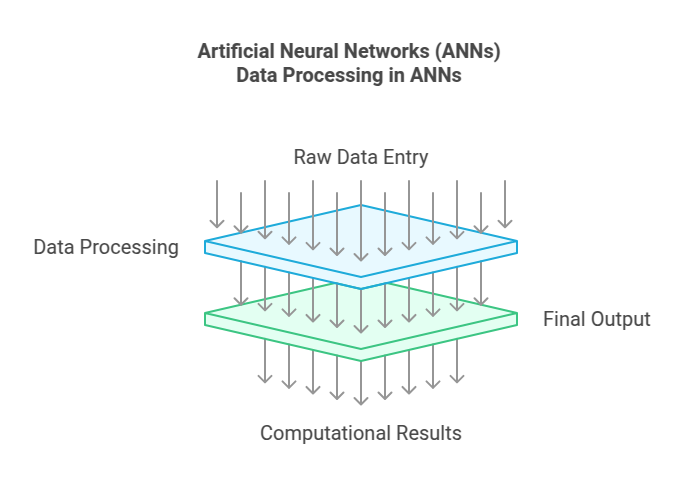 Artificial Neural Networks (ANNs)
Data Processing in ANNs
Raw Data Entry
Data Processing
Final Output
Computational Results